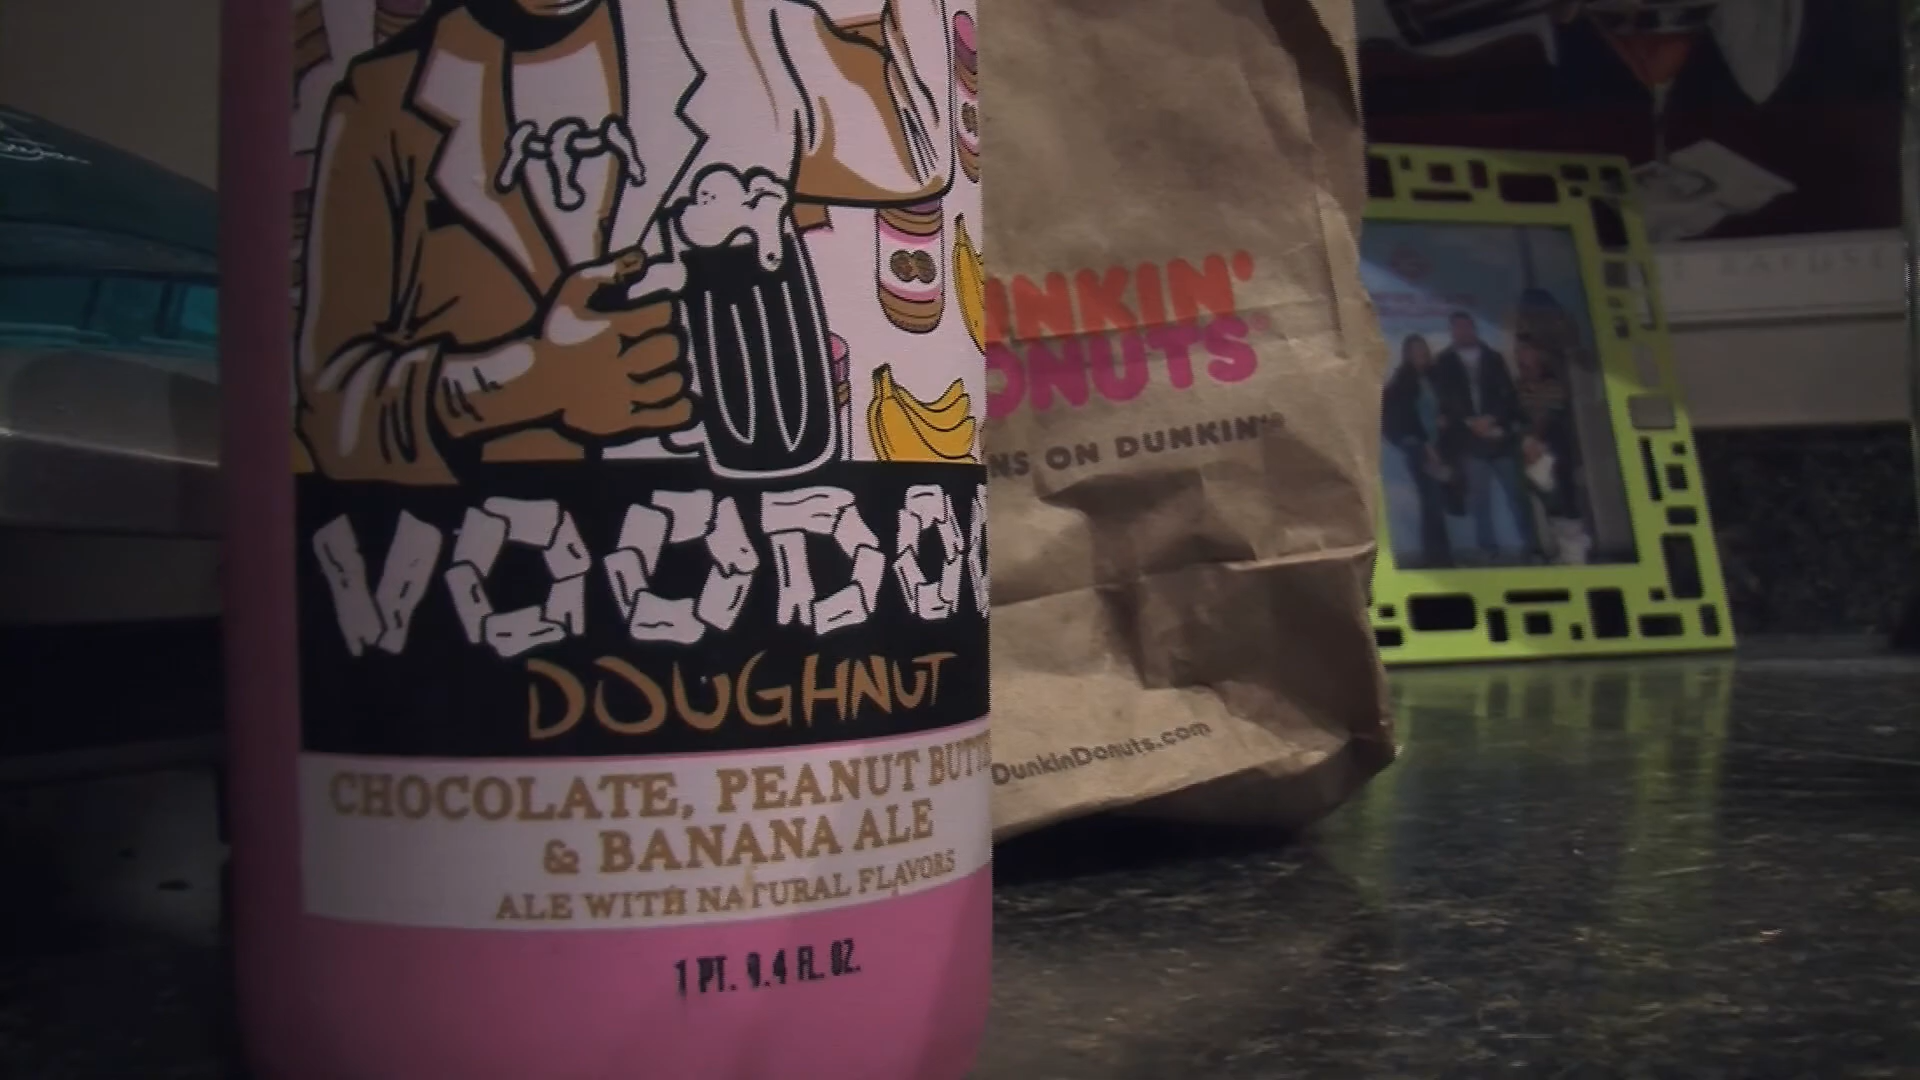 VOODO
DOUGHNUT
CHOCOLATE, PEANUT BUTT
& BANANA ALE
ALE WITH NATURAL FLAVORS
1 PT. 9.4 FL. OZ.
UNKIN'
DONUTS
NS ON DUNKIN'®
DunkinDonuts.com